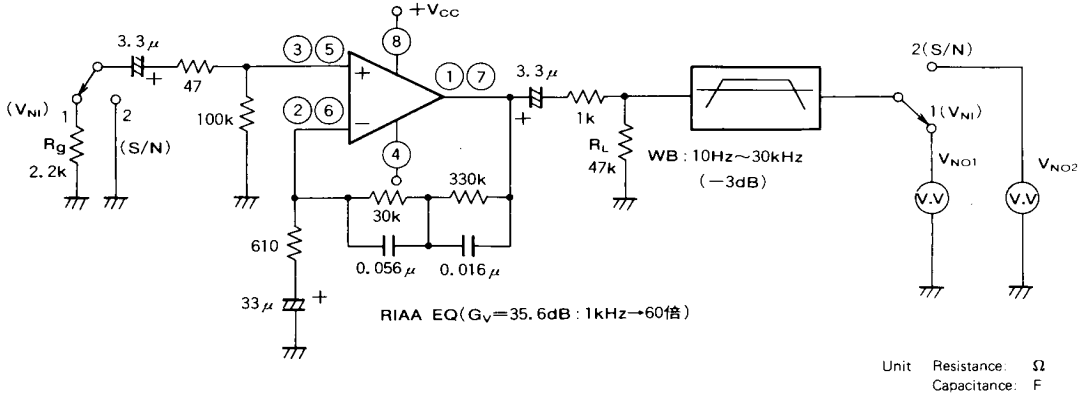 +VCC
8
3.3μ
+
47
3 5
+
1 7
3.3μ
+
1k
2(S/N)
(VNI)
1
2
(S/N)
Rg
2.2k
100k
2 6
−
4
RL
47k
WB : 10Hz～30kHz
(−3dB)
1(VNI)
VNO1
V.V
VNO2
V.V
30k
330k
610
0.056μ
0.016μ
33μ
+
RIAA EQ(GV=35.6dB : 1kHz→60倍)
Unit Resistance: Ω
Capacitance: F